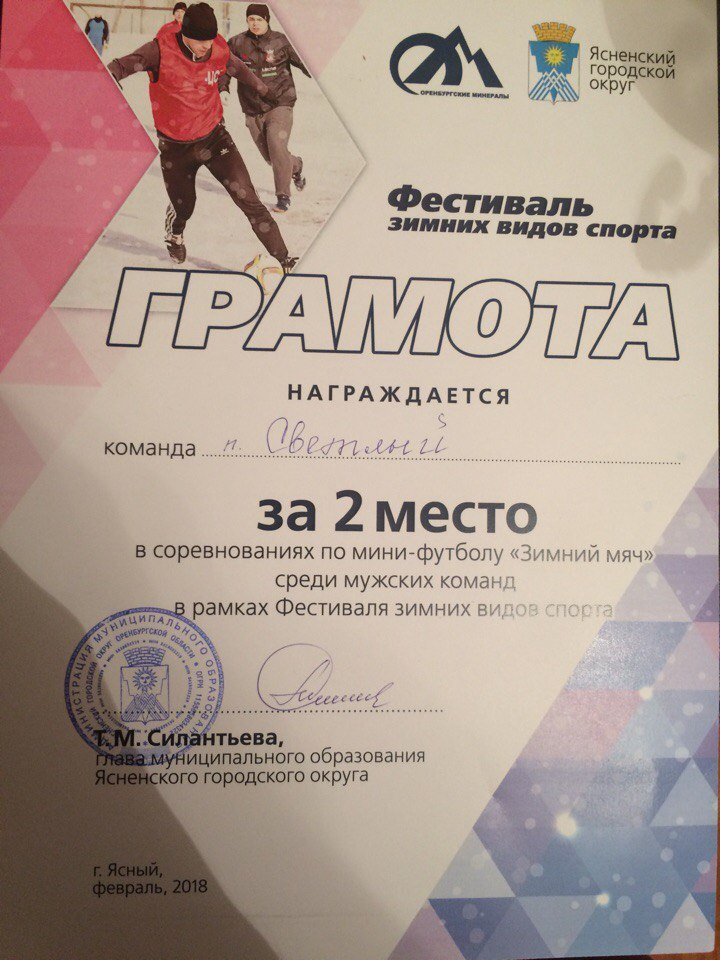 ОРЕНБУРГСКИЕ МИНЕРАЛЫ
Ясненский
городской
округ
Фестиваль
зимних видов спорта
ГРАМОТА
НАГРАЖДАЕТСЯ
команда п. Светлый
за 2 место
в соревнованиях по мини-футболу «Зимний мяч»
среди мужских команд
в рамках Фестиваля зимних видов спорта
АДМИНИСТРАЦИЯ МУНИЦИПАЛЬНОГО ОБРАЗОВАНИЯ
ЯСНЕНСКИЙ ГОРОДСКОЙ ОКРУГ ОРЕНБУРГСКОЙ ОБЛАСТИ ОГРН
Т.М. Силантьева,
глава муниципального образования
Ясненского городского округа
г. Ясный,
февраль, 2018